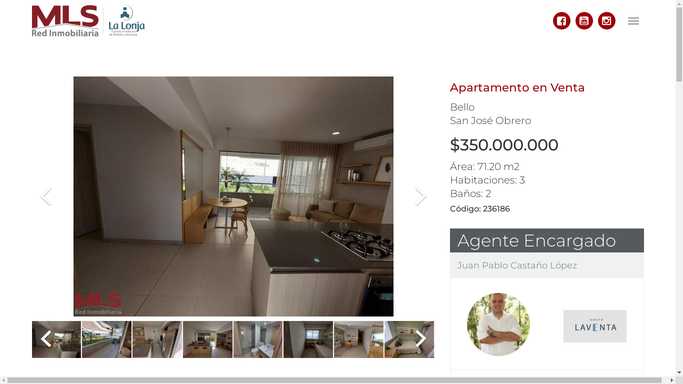 MLS
Red Inmobiliaria
La Lonja
Apartamento en Venta
Bello
San José Obrero
$350.000.000
Área: 71.20 m2
Habitaciones: 3
Baños: 2
Código: 236186
MLS
Red Inmobiliaria
Agente Encargado
Juan Pablo Castaño López
LAVENTA